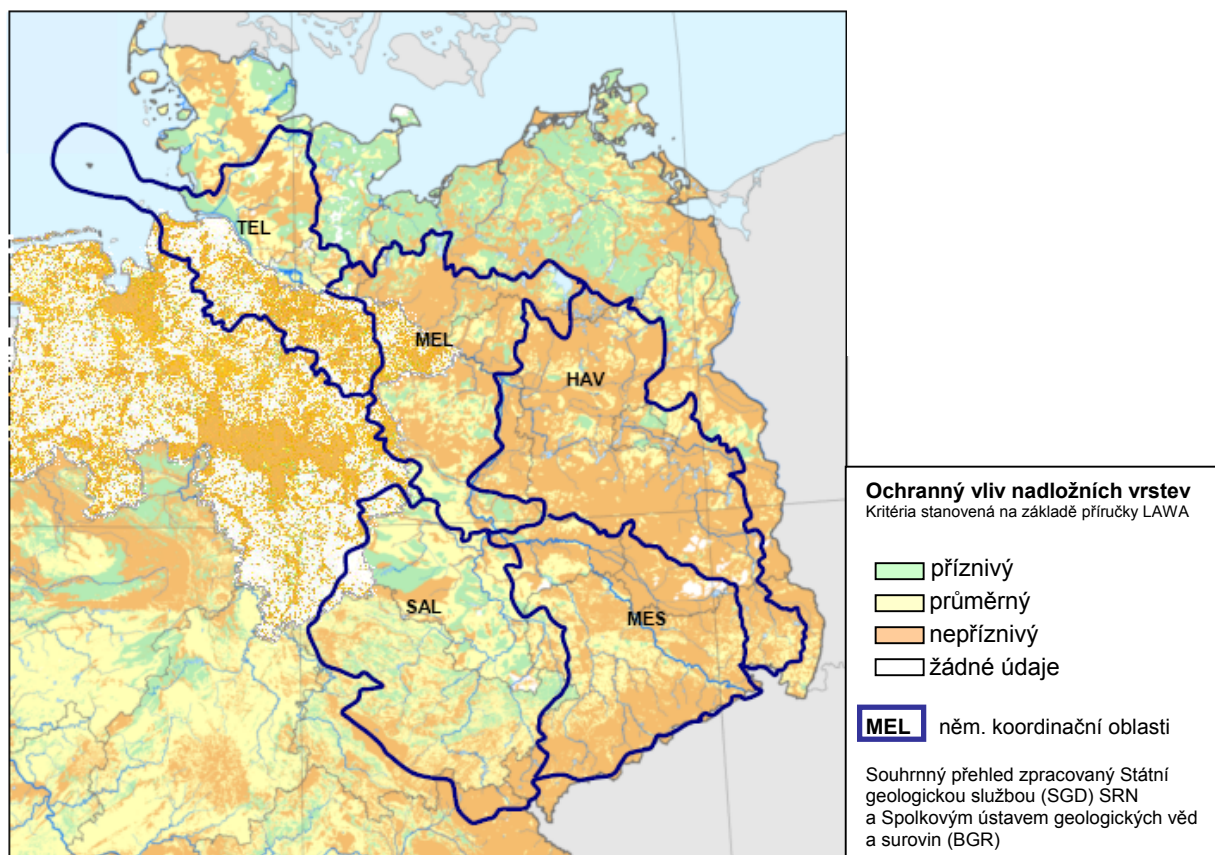 TEL
MEL
HAV
SAL
MES
Ochranný vliv nadložních vrstev
Kritéria stanovená na základě příručky LAWA
příznivý
průměrný
nepříznivý
žádné údaje
MEL něm. koordinační oblasti
Souhrnný přehled zpracovaný Státní
geologickou službou (SGD) SRN
a Spolkovým ústavem geologických věd
a surovin (BGR)